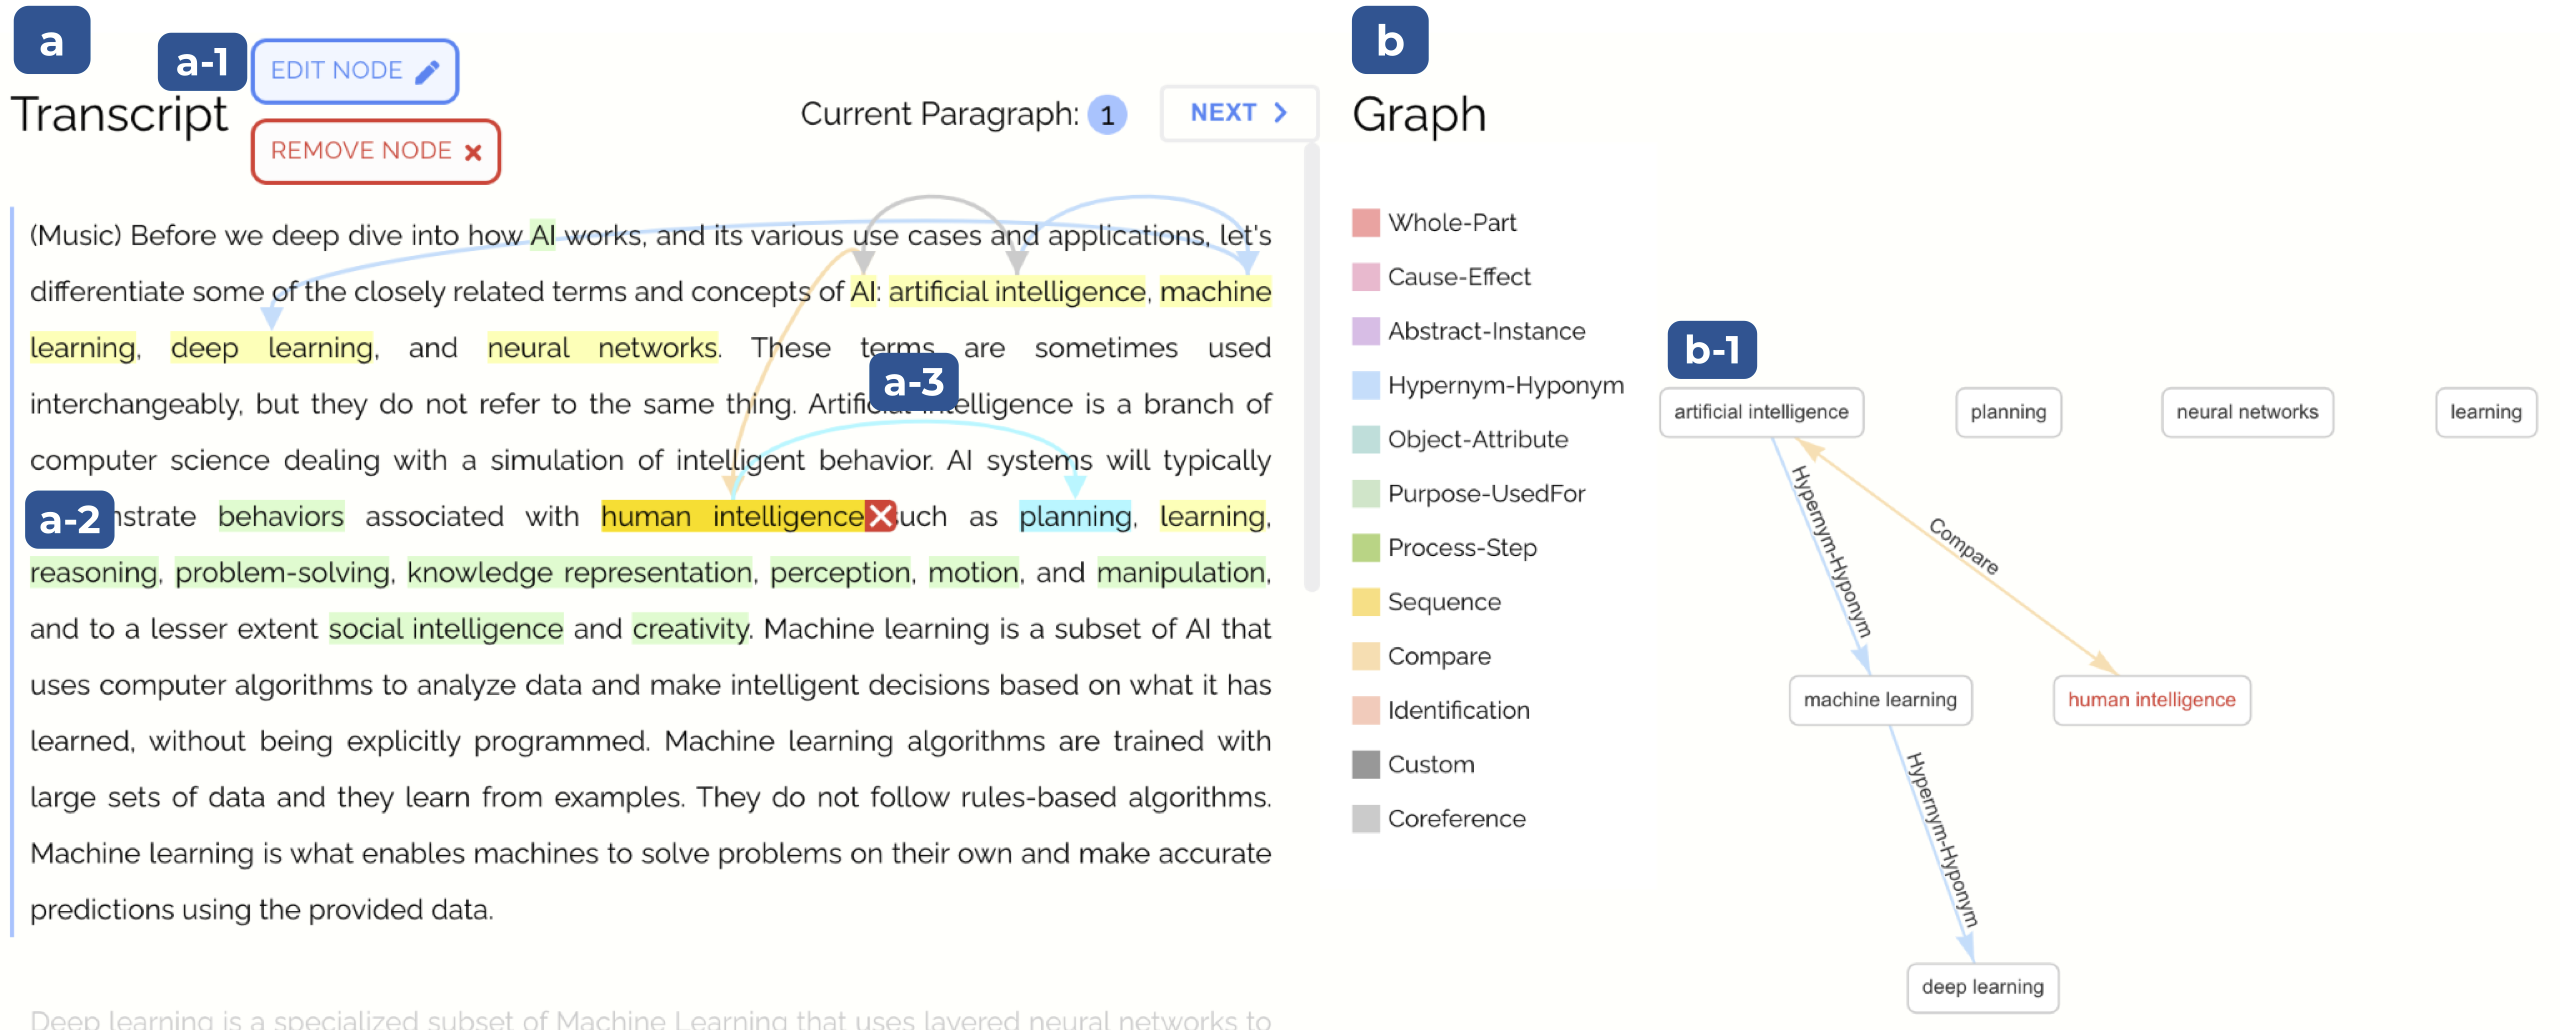 a
a-1
EDIT NODE
Transcript
REMOVE NODE
Current Paragraph: 1
NEXT
(Music) Before we deep dive into how AI works, and its various use cases and applications, let's
differentiate some of the closely related terms and concepts of AI: artificial intelligence, machine
learning, deep learning, and neural networks. These terms are sometimes used
a-3
interchangeably, but they do not refer to the same thing. Artificial intelligence is a branch of
computer science dealing with a simulation of intelligent behavior. AI systems will typically
a-2
nstrate behaviors associated with human intelligence such as planning, learning,
reasoning, problem-solving, knowledge representation, perception, motion, and manipulation,
and to a lesser extent social intelligence and creativity. Machine learning is a subset of AI that
uses computer algorithms to analyze data and make intelligent decisions based on what it has
learned, without being explicitly programmed. Machine learning algorithms are trained with
large sets of data and they learn from examples. They do not follow rules-based algorithms.
Machine learning is what enables machines to solve problems on their own and make accurate
predictions using the provided data.
Deep learning is a specialized subset of Machine Learning that uses layered neural networks to
b
Graph
Whole-Part
Cause-Effect
Abstract-Instance
Hypernym-Hyponym
Object-Attribute
Purpose-UsedFor
Process-Step
Sequence
Compare
Identification
Custom
Coreference
b-1
artificial intelligence
planning
neural networks
learning
Hypernym-Hyponym
Compare
machine learning
human intelligence
Hypernym-Hyponym
deep learning